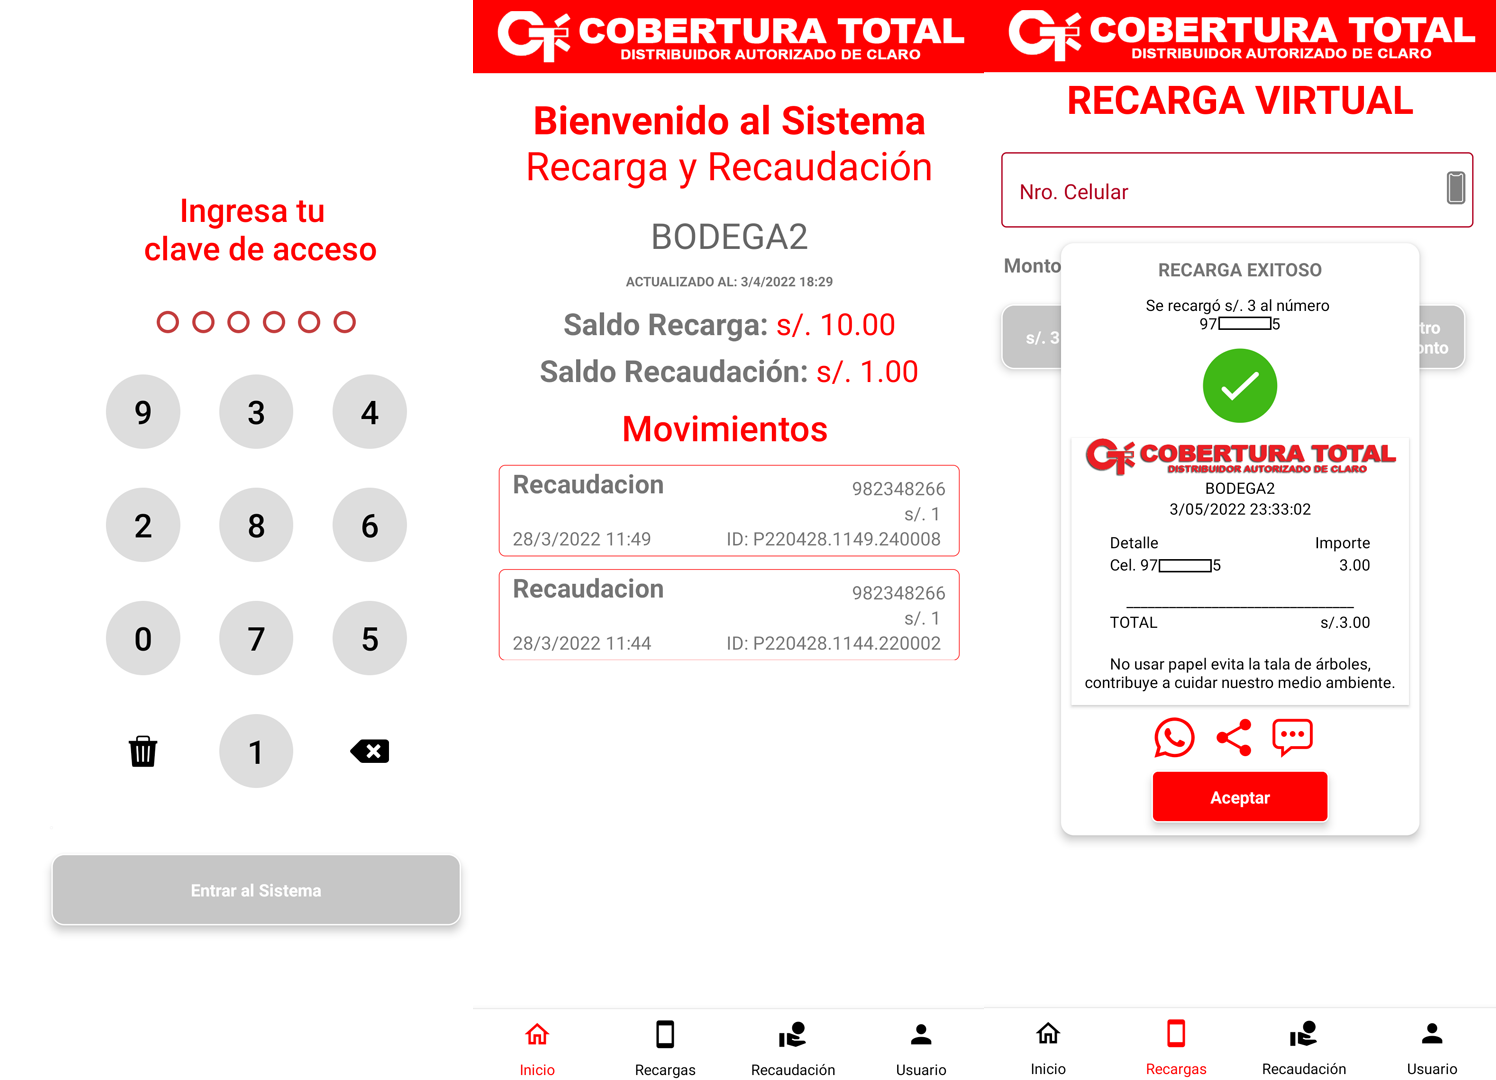 Ingresa tu
clave de acceso
9 3 4
2 8 6
0 7 5
1
Entrar al Sistema
COBERTURA TOTAL
DISTRIBUIDOR AUTORIZADO DE CLARO
Bienvenido al Sistema
Recarga y Recaudación
BODEGA2
ACTUALIZADO AL: 3/4/2022 18:29
Saldo Recarga: s/. 10.00
Saldo Recaudación: s/. 1.00
Movimientos
Recaudacion 982348266
s/. 1
28/3/2022 11:49 ID: P220428.1149.240008
Recaudacion 982348266
s/. 1
28/3/2022 11:44 ID: P220428.1144.220002
Inicio Recargas Recaudación Usuario
COBERTURA TOTAL
DISTRIBUIDOR AUTORIZADO DE CLARO
RECARGA VIRTUAL
Nro. Celular
Monto
s/. 3
RECARGA EXITOSO
Se recargó s/. 3 al número
97 5
COBERTURA TOTAL
DISTRIBUIDOR AUTORIZADO DE CLARO
BODEGA2
3/05/2022 23:33:02
Detalle Importe
Cel. 97 5 3.00
TOTAL s/.3.00
No usar papel evita la tala de árboles,
contribuye a cuidar nuestro medio ambiente.
Aceptar
Inicio Recargas Recaudación Usuario